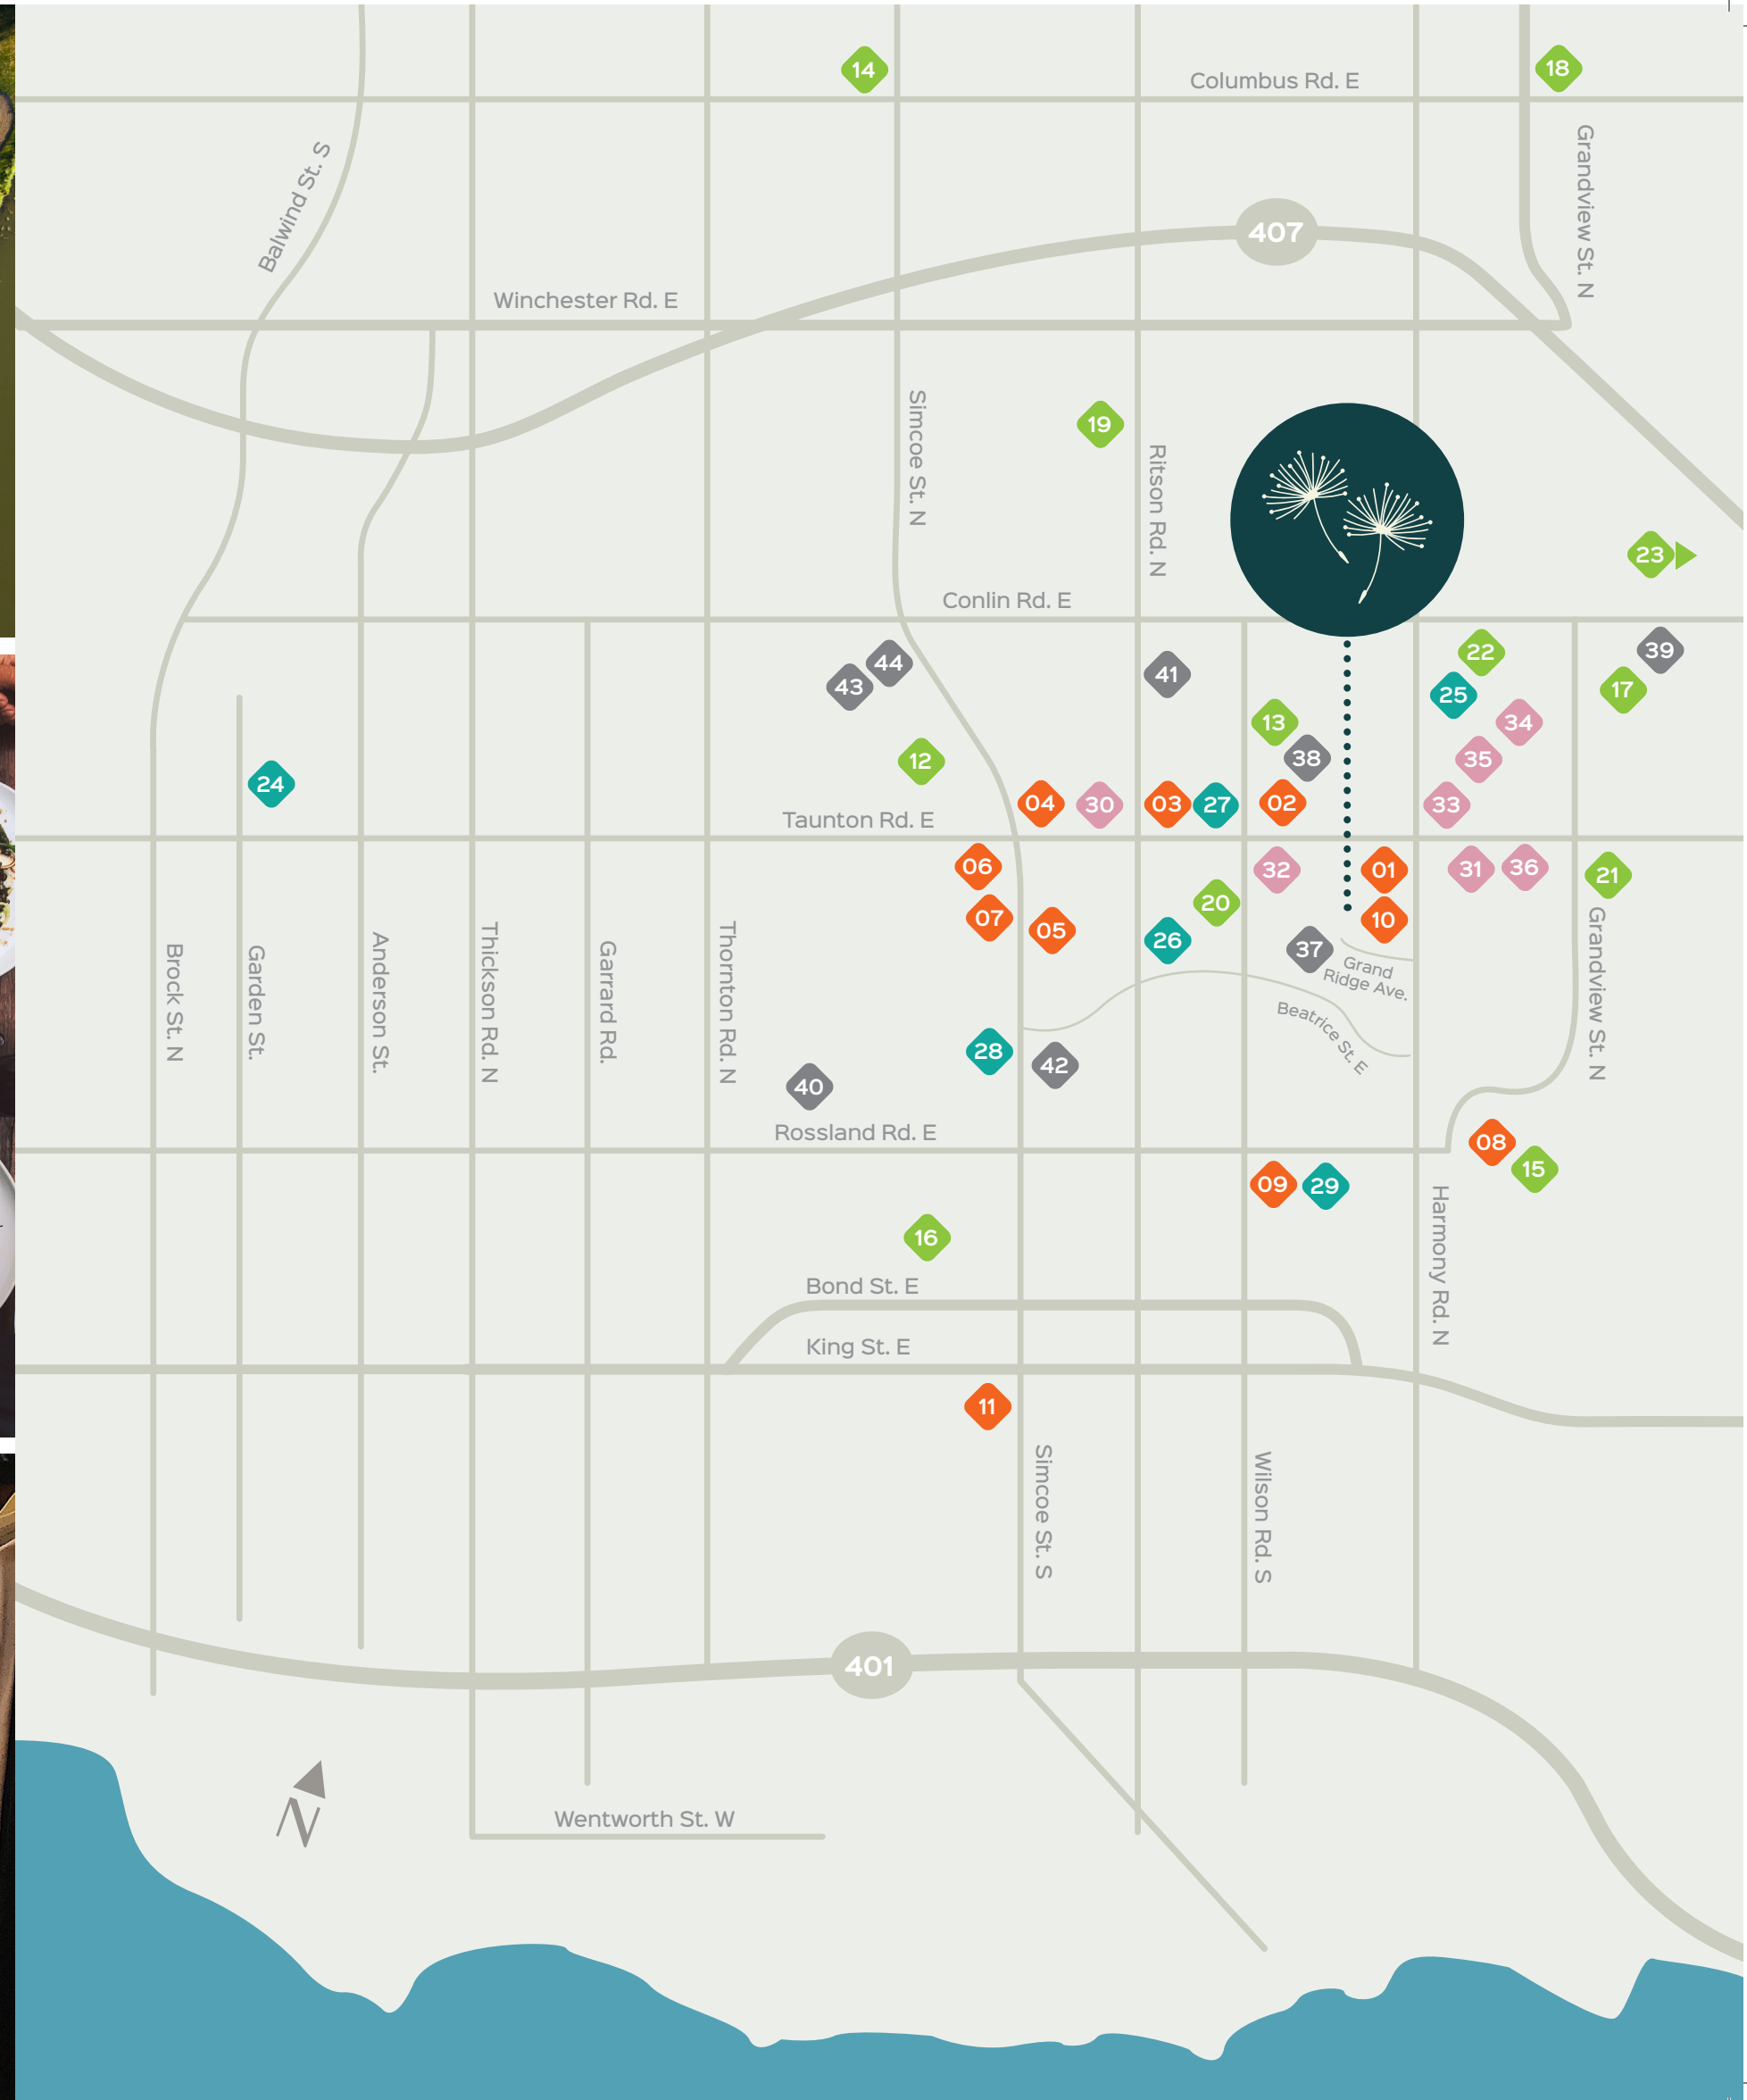 14
18
Columbus Rd. E
Balwind St. S
Grandview St. N
407
Winchester Rd. E
Simcoe St. N
19
Ritson Rd. N
23
Conlin Rd. E
44
43
41
22
39
25
17
13
34
38
35
12
24
04
30
03
27
02
33
Taunton Rd. E
06
32
01
31
36
21
07
05
20
10
26
37
Grand
Ridge Ave.
Beatrice St. E
Brock St. N
Garden St.
Anderson St.
Thickson Rd. N
Garrard Rd.
Thornton Rd. N
Grandview St. N
28
42
40
Rossland Rd. E
08
15
09
29
Harmony Rd. N
16
Bond St. E
King St. E
11
Simcoe St. S
Wilson Rd. S
401
N
Wentworth St. W